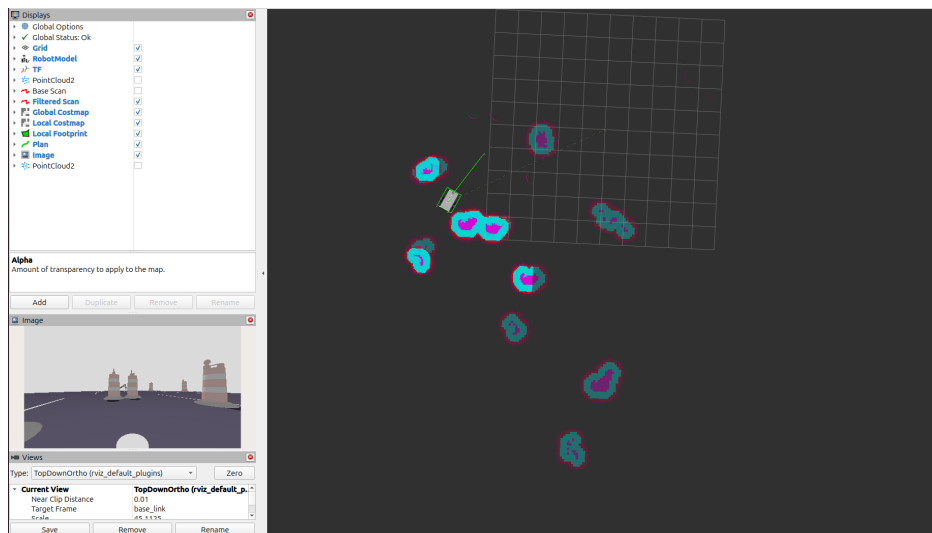 Displays
Global Options
Global Status: Ok
Grid
RobotModel
TF
PointCloud2
Base Scan
Filtered Scan
Global Costmap
Local Costmap
Local Footprint
Plan
Image
PointCloud2
Alpha
Amount of transparency to apply to the map.
Add Duplicate Remove Rename
Image
Views
Type: TopDownOrtho (rviz_default_plugins) Zero
Current View TopDownOrtho (rviz_default_p.
Near Clip Distance 0.01
Target Frame base_link
Scale 45.1125
Save Remove Rename